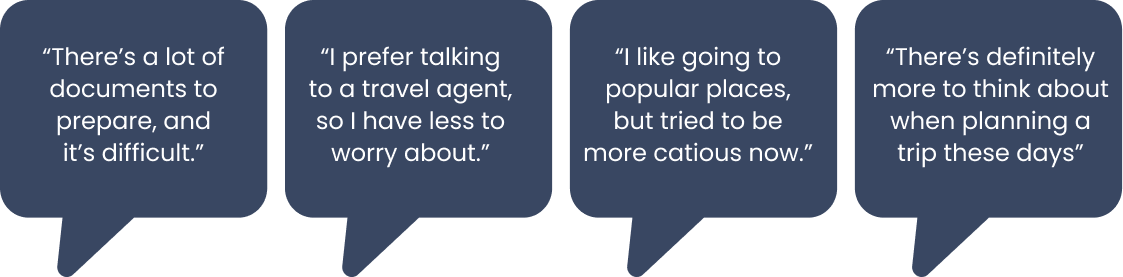 “There’s a lot of
documents to
prepare, and
it’s difficult.”
“I prefer talking
to a travel agent,
so I have less to
worry about.”
“I like going to
popular places,
but tried to be
more catious now.”
“There’s definitely
more to think about
when planning a
trip these days”